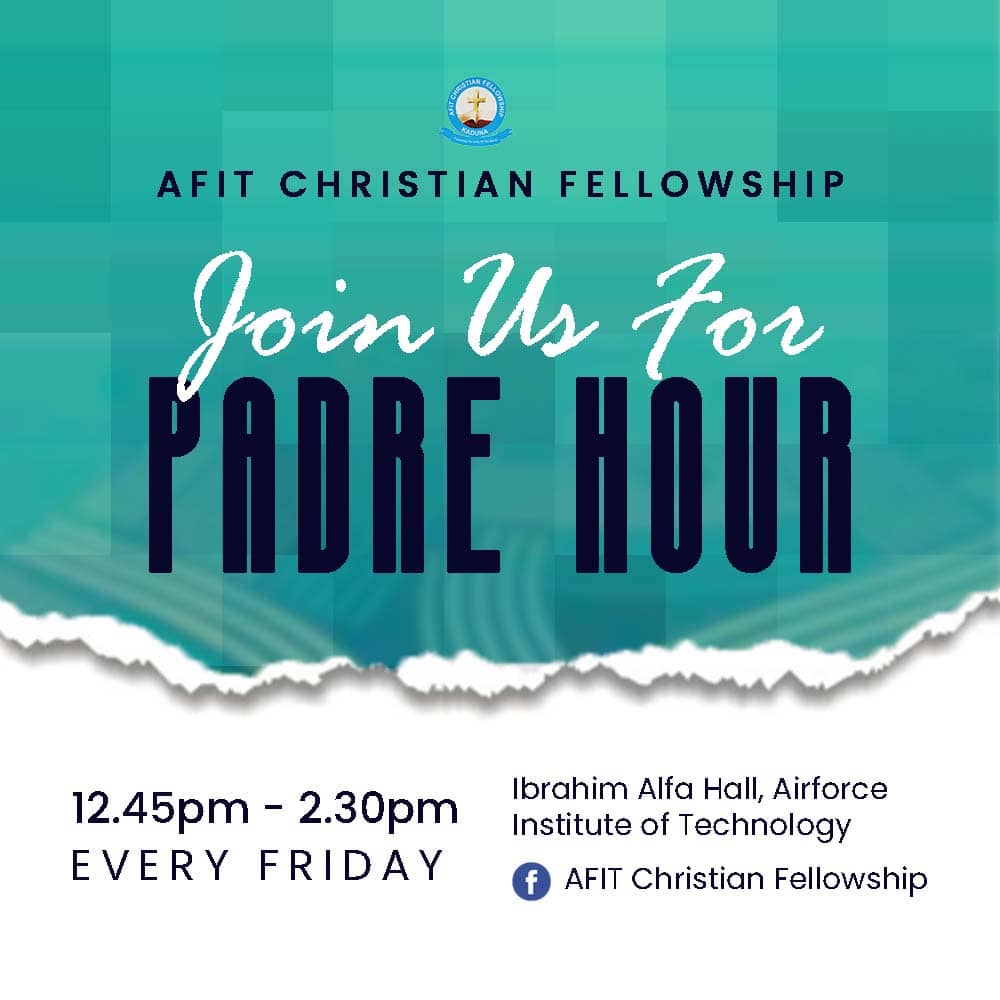 AFIT CHRISTIAN FELLOWSHIP
KADUNA
AFIT CHRISTIAN FELLOWSHIP
Join Us For
PADRE HOUR
12.45pm - 2.30pm
EVERY FRIDAY
Ibrahim Alfa Hall, Airforce
Institute of Technology
f AFIT Christian Fellowship